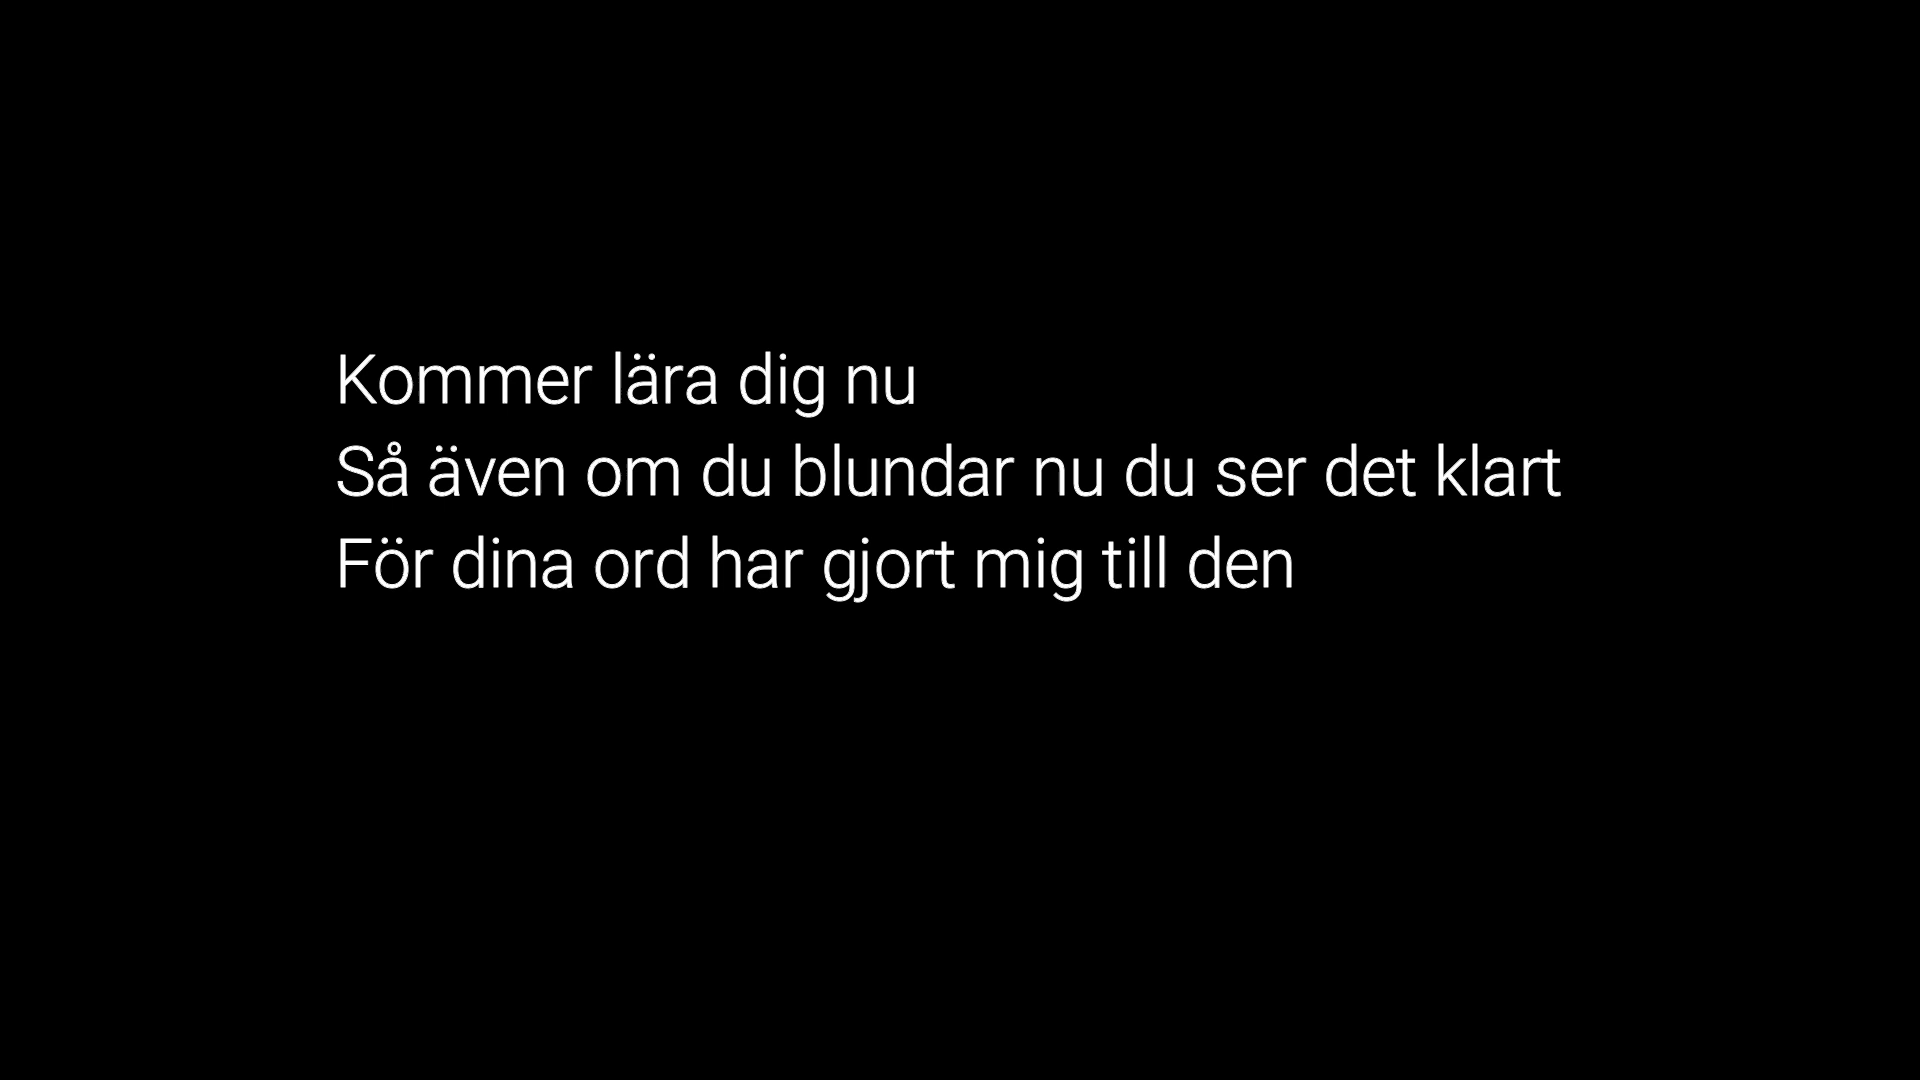 Kommer lära dig nu
Så även om du blundar nu du ser det klart
För dina ord har gjort mig till den